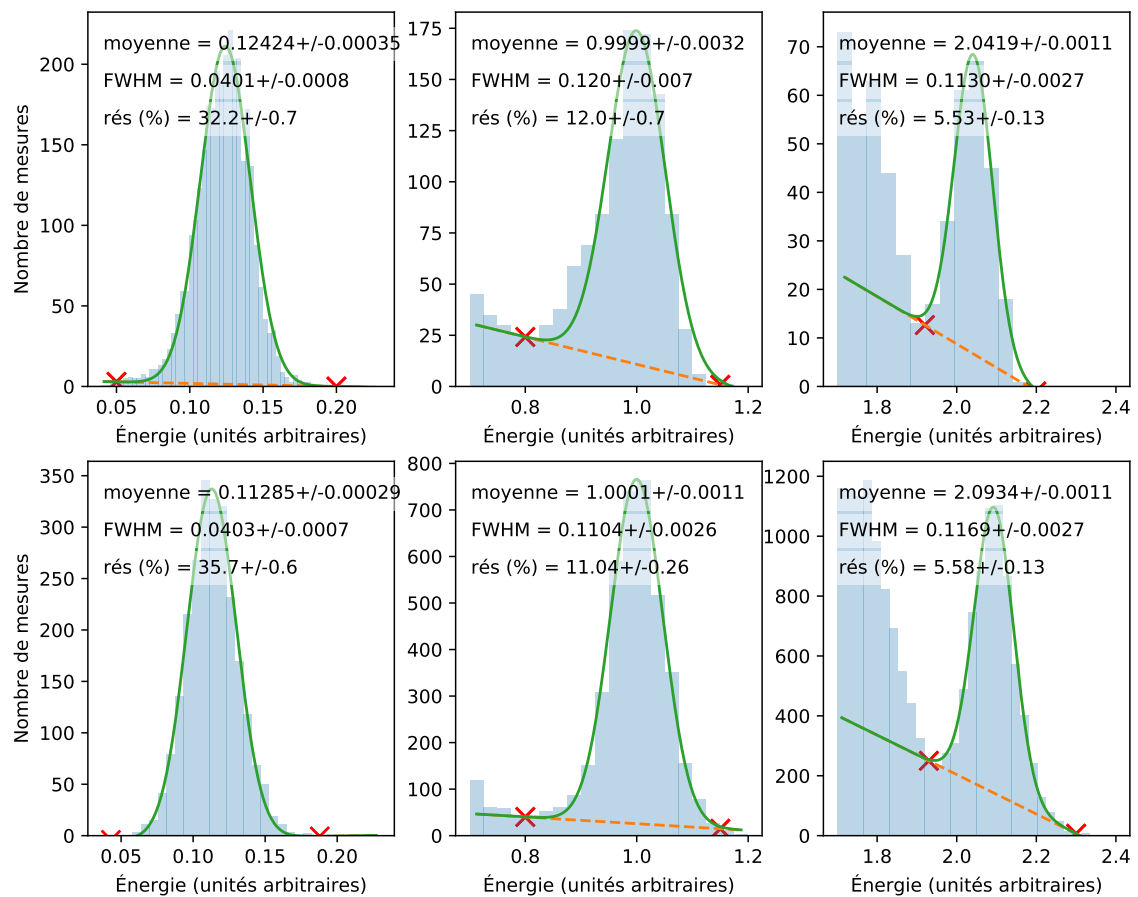 moyenne = 0.12424+/-0.00035
FWHM = 0.0401+/-0.0008
rés (%) = 32.2+/-0.7
200
150
100
50
0
0.05 0.10 0.15 0.20
Énergie (unités arbitraires)
Nombre de mesures
moyenne = 0.9999+/-0.0032
FWHM = 0.120+/-0.007
rés (%) = 12.0+/-0.7
175
150
125
100
75
50
25
0
0.8 1.0 1.2
Énergie (unités arbitraires)
moyenne = 2.0419+/-0.0011
FWHM = 0.1130+/-0.0027
rés (%) = 5.53+/-0.13
70
60
50
40
30
20
10
0
1.8 2.0 2.2 2.4
Énergie (unités arbitraires)
moyenne = 0.11285+/-0.00029
FWHM = 0.0403+/-0.0007
rés (%) = 35.7+/-0.6
350
300
250
200
150
100
50
0
0.05 0.10 0.15 0.20
Énergie (unités arbitraires)
Nombre de mesures
moyenne = 1.0001+/-0.0011
FWHM = 0.1104+/-0.0026
rés (%) = 11.04+/-0.26
800
700
600
500
400
300
200
100
0
0.8 1.0 1.2
Énergie (unités arbitraires)
moyenne = 2.0934+/-0.0011
FWHM = 0.1169+/-0.0027
rés (%) = 5.58+/-0.13
1200
1000
800
600
400
200
0
1.8 2.0 2.2 2.4
Énergie (unités arbitraires)